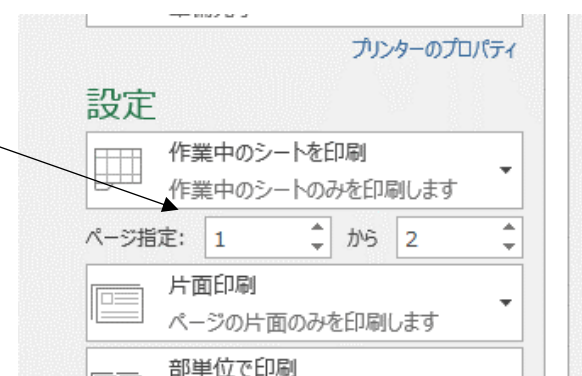 プリンターのプロパティ
設定
作業中のシートを印刷
作業中のシートのみを印刷します
ページ指定: 1 から 2
片面印刷
ページの片面のみを印刷します
部単位で印刷